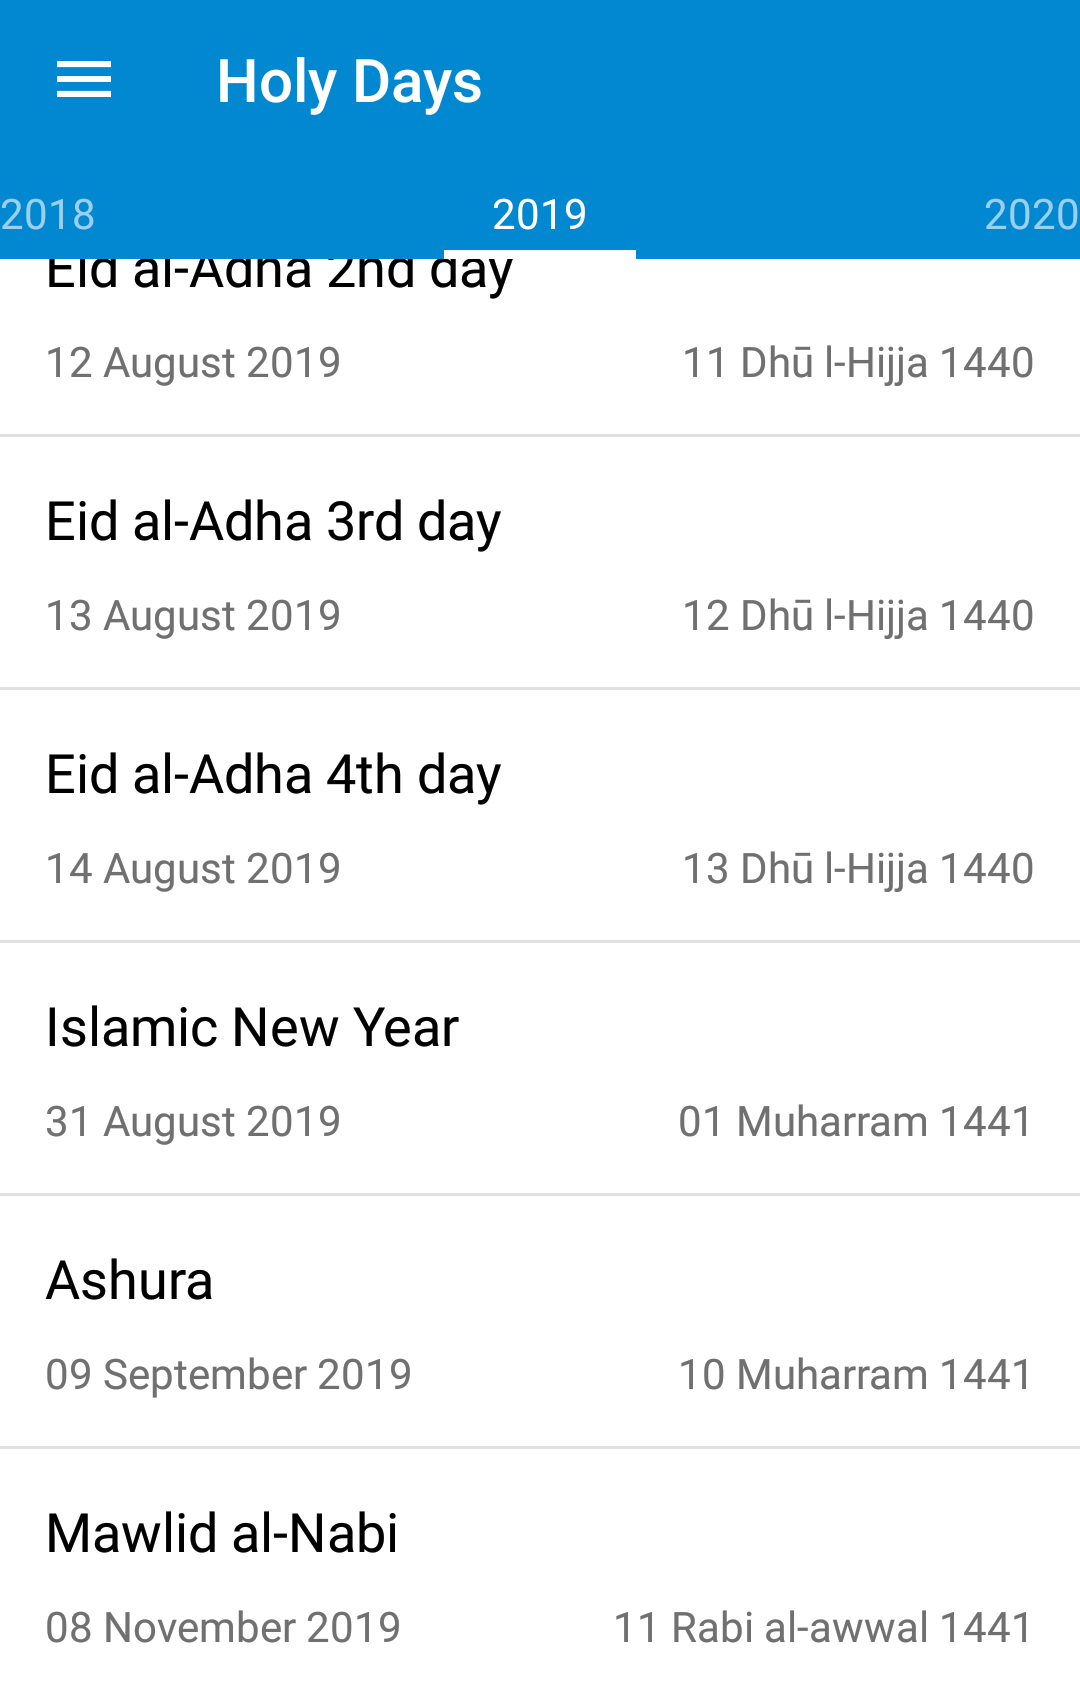 Holy Days
2018 2019 2020
Eid al-Adha 2nd day
12 August 2019 11 Dhū l-Hijja 1440
Eid al-Adha 3rd day
13 August 2019 12 Dhū l-Hijja 1440
Eid al-Adha 4th day
14 August 2019 13 Dhū l-Hijja 1440
Islamic New Year
31 August 2019 01 Muharram 1441
Ashura
09 September 2019 10 Muharram 1441
Mawlid al-Nabi
08 November 2019 11 Rabi al-awwal 1441